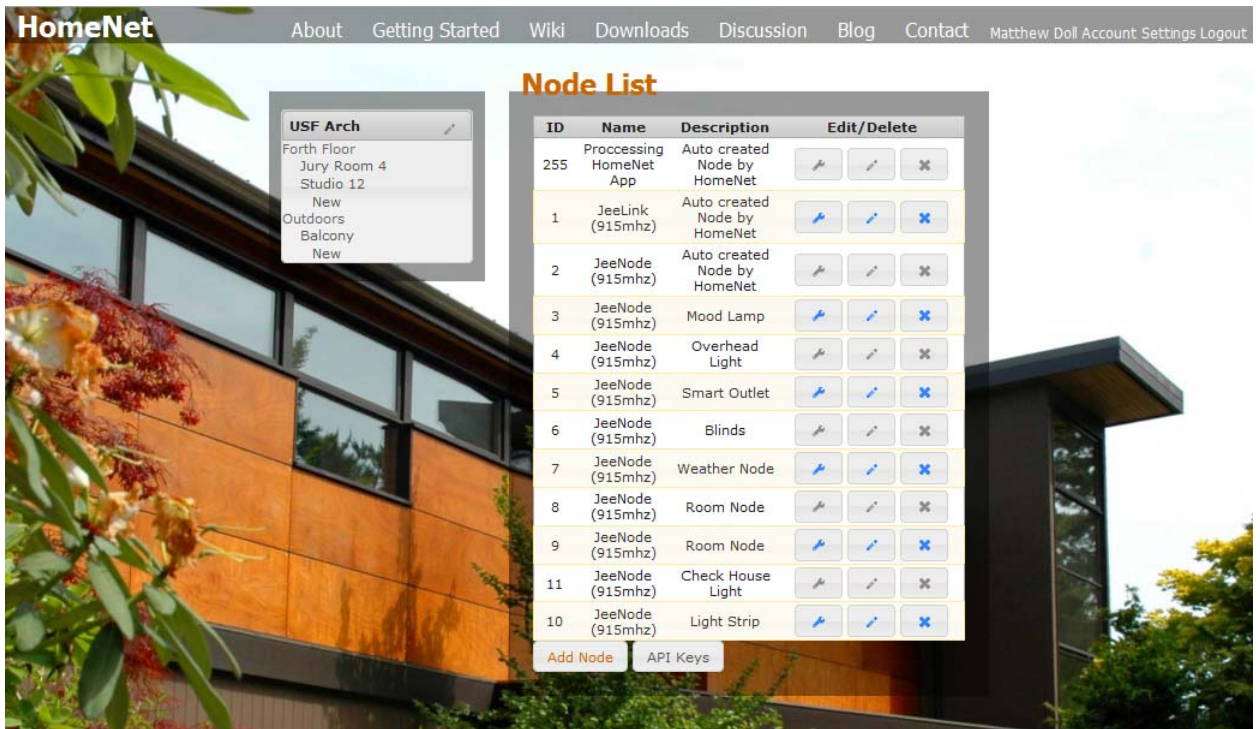 HomeNet
About Getting Started Wiki Downloads Discussion Blog Contact Matthew Doll Account Settings Logout
USF Arch
Forth Floor
Jury Room 4
Studio 12
New
Outdoors
Balcony
New
Node List
ID Name Description Edit/Delete
255 Proccessing HomeNet App Auto created Node by HomeNet
1 JeeLink (915mhz) Auto created Node by HomeNet
2 JeeNode (915mhz) Auto created Node by HomeNet
3 JeeNode (915mhz) Mood Lamp
4 JeeNode (915mhz) Overhead Light
5 JeeNode (915mhz) Smart Outlet
6 JeeNode (915mhz) Blinds
7 JeeNode (915mhz) Weather Node
8 JeeNode (915mhz) Room Node
9 JeeNode (915mhz) Room Node
11 JeeNode (915mhz) Check House Light
10 JeeNode (915mhz) Light Strip
Add Node API Keys